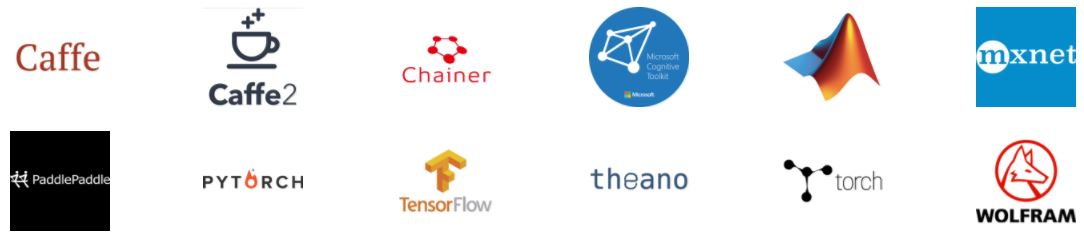 Caffe
Caffe2
Chainer
Microsoft
Cognitive
Toolkit
Microsoft
mxnet
PaddlePaddle
PYTORCH
TensorFlow
theano
torch
WOLFRAM